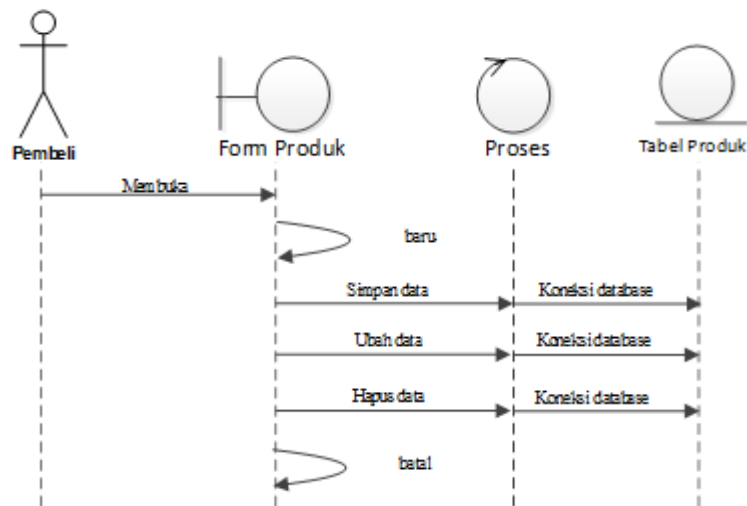 Pembeli
Form Produk
Proses
Tabel Produk
Membuka
baru
Simpan data
Koneksi database
Ubah data
Koneksi database
Hapus data
Koneksi database
batal